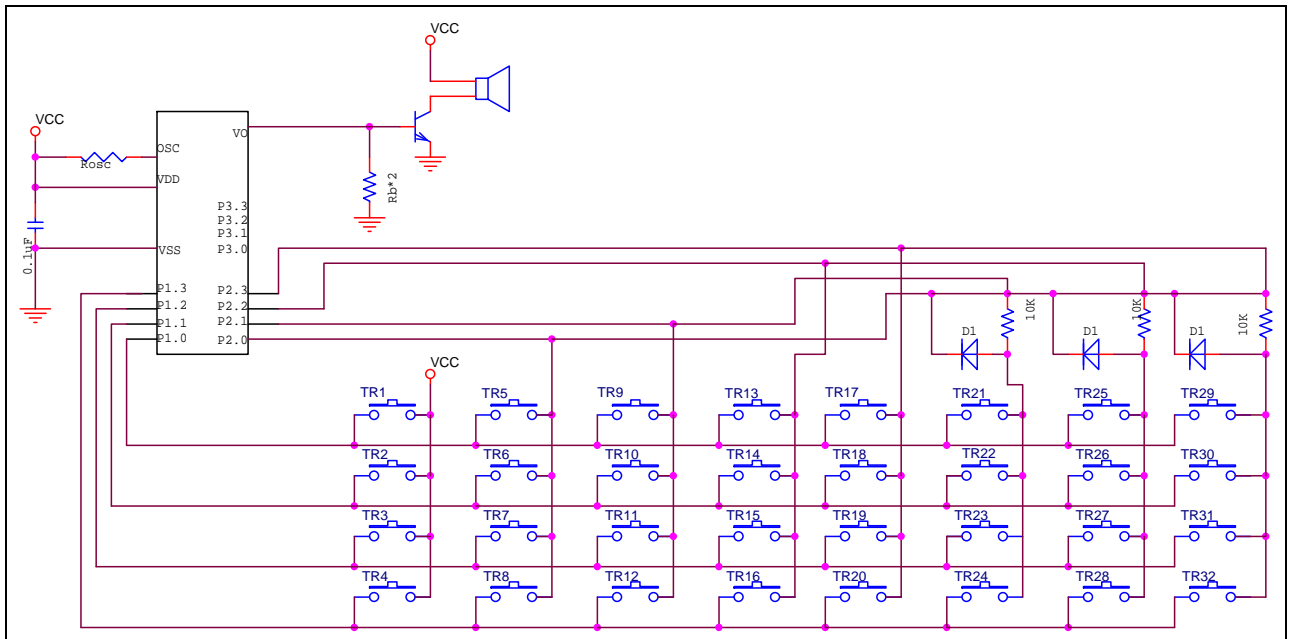 VCC
VCC
VO
OSC
Rosc
VDD
Rb*2
P3.3
P3.2
P3.1
P3.0
VSS
0.1uF
P1.3
P2.3
P1.2
P2.2
P1.1
P2.1
P1.0
P2.0
10K
10K
10K
D1
D1
D1
VCC
TR1
TR5
TR9
TR13
TR17
TR21
TR25
TR29
TR2
TR6
TR10
TR14
TR18
TR22
TR26
TR30
TR3
TR7
TR11
TR15
TR19
TR23
TR27
TR31
TR4
TR8
TR12
TR16
TR20
TR24
TR28
TR32